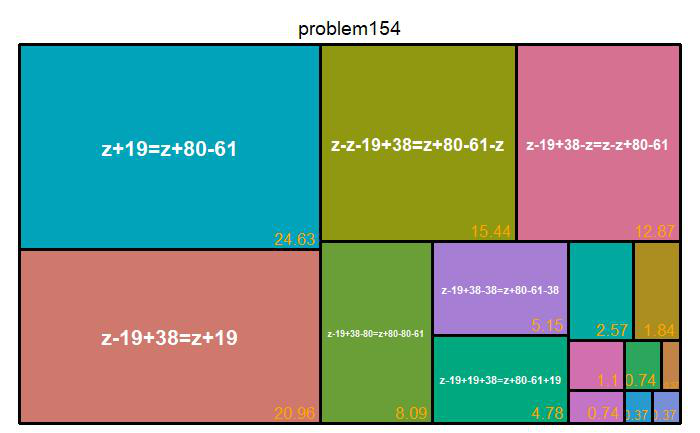 problem154
z+19=z+80-61
24.63
z-z-19+38=z+80-61-z
15.44
z-19+38-z=z-z+80-61
12.87
z-19+38=z+19
20.96
z-19+38-80=z+80-80-61
8.09
z-19+38-38=z+80-61-38
5.15
z-19+19+38=z+80-61+19
4.78
2.57
1.84
1.1
0.74
0.74
0.37
0.37